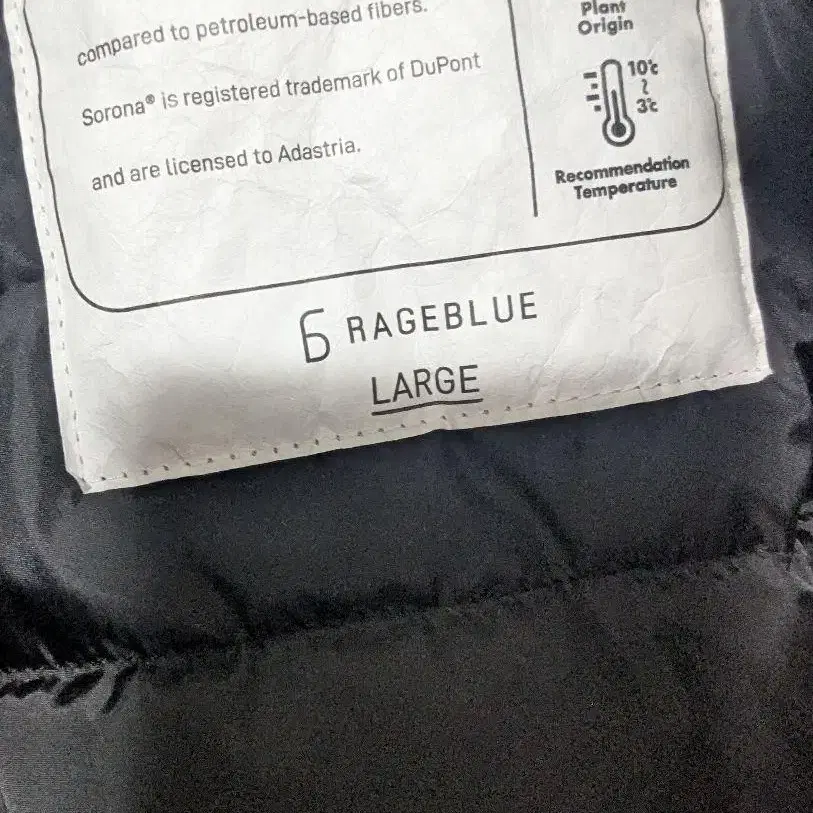 compared to petroleum-based fibers.
Sorona® is registered trademark of DuPont
and are licensed to Adastria.
Plant
Origin
10℃
~
3℃
Recommendation
Temperature
RAGEBLUE
LARGE